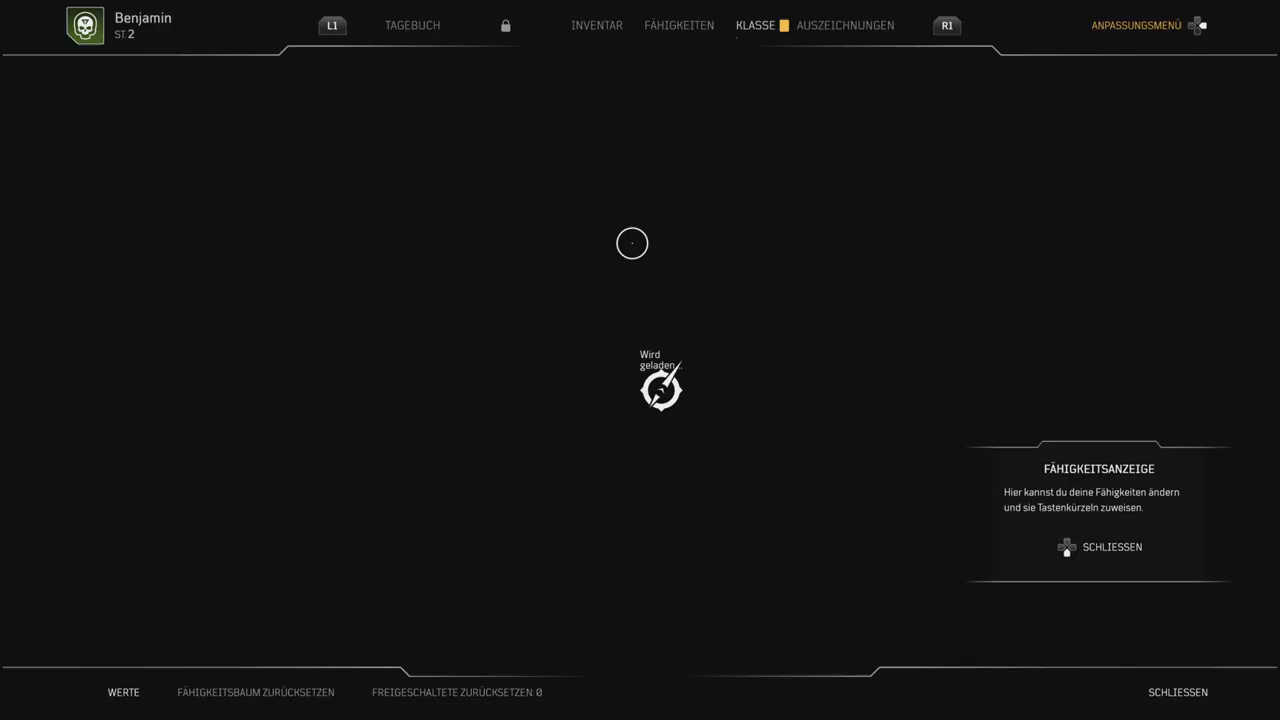 Benjamin
ST. 2
L1
TAGEBUCH
INVENTAR
FÄHIGKEITEN
KLASSE
AUSZEICHNUNGEN
R1
ANPASSUNGSMENÜ
Wird
geladen...
FÄHIGKEITSANZEIGE
Hier kannst du deine Fähigkeiten ändern
und sie Tastenkürzeln zuweisen.
SCHLIESSEN
WERTE
FÄHIGKEITSBAUM ZURÜCKSETZEN
FREIGESCHALTETE ZURÜCKSETZEN: 0
SCHLIESSEN